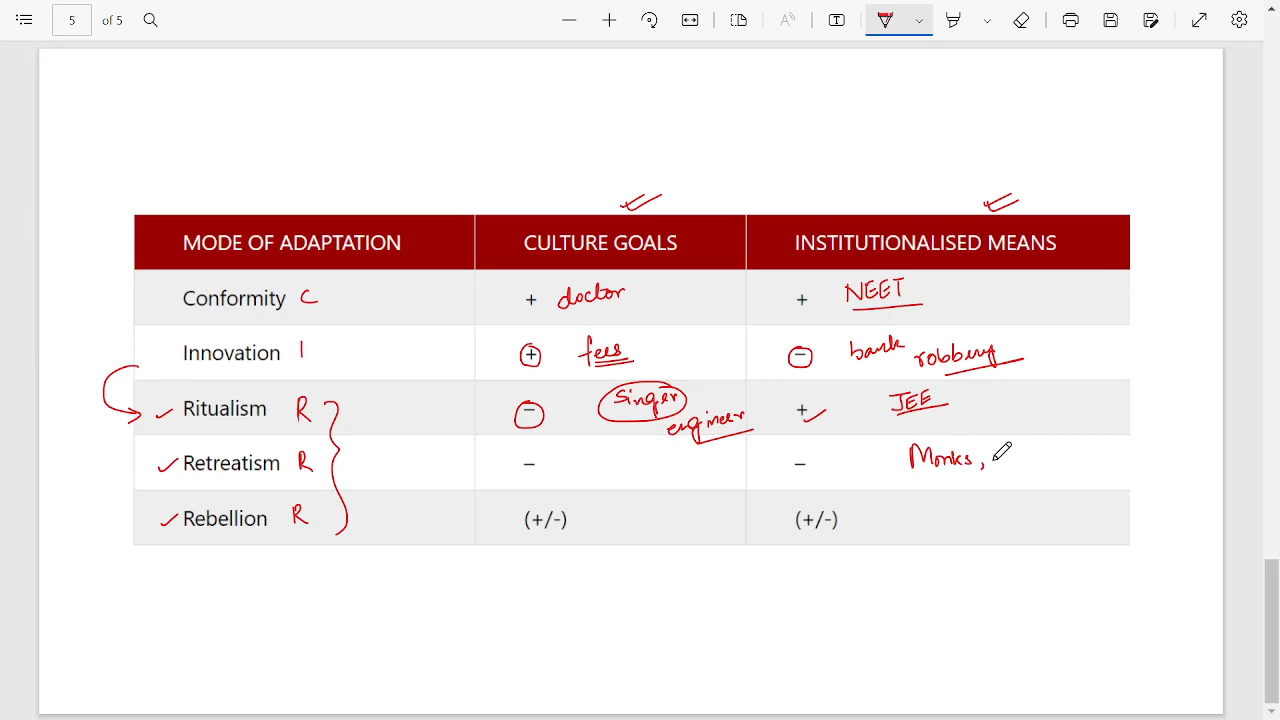 5 of 5
MODE OF ADAPTATION CULTURE GOALS INSTITUTIONALISED MEANS
Conformity C + doctor + NEET
Innovation I + fees − bank robbery
Ritualism R − Singer engineer + JEE
Retreatism R − − Monks,
Rebellion R (+/-) (+/-)